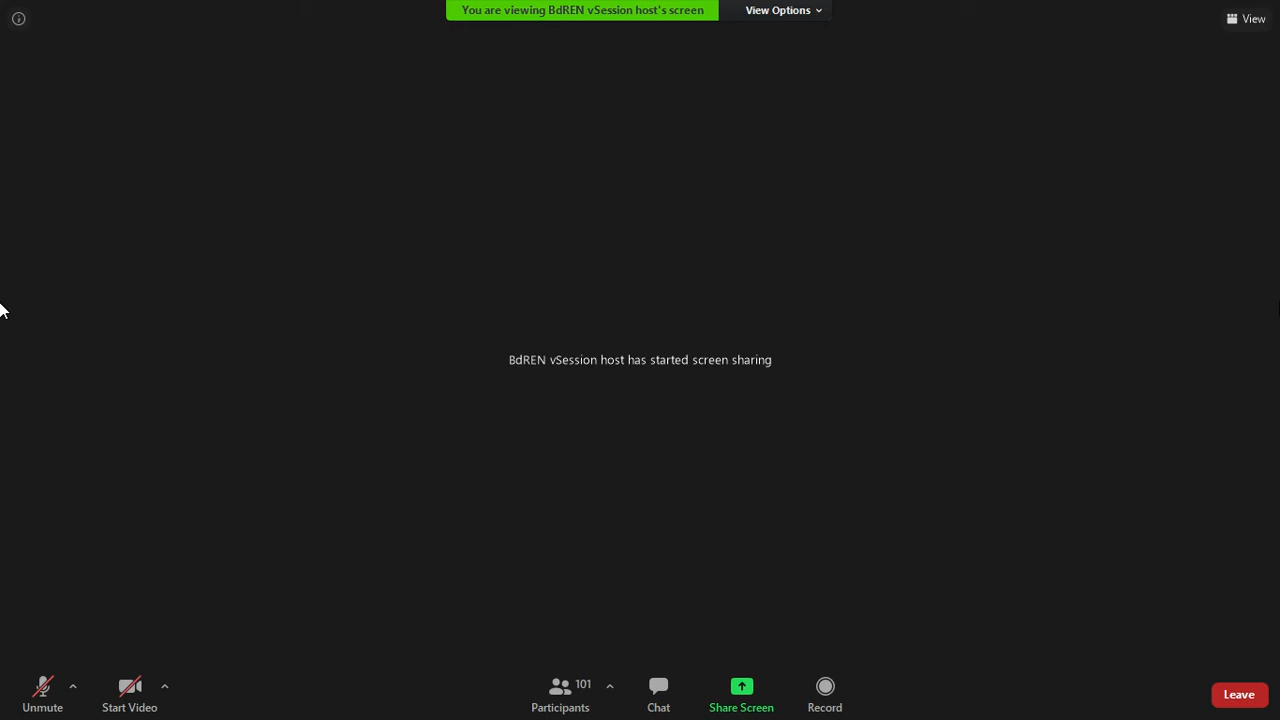 You are viewing BdREN vSession host's screen
View Options
View
BdREN vSession host has started screen sharing
Unmute
Start Video
101
Participants
Chat
Share Screen
Record
Leave